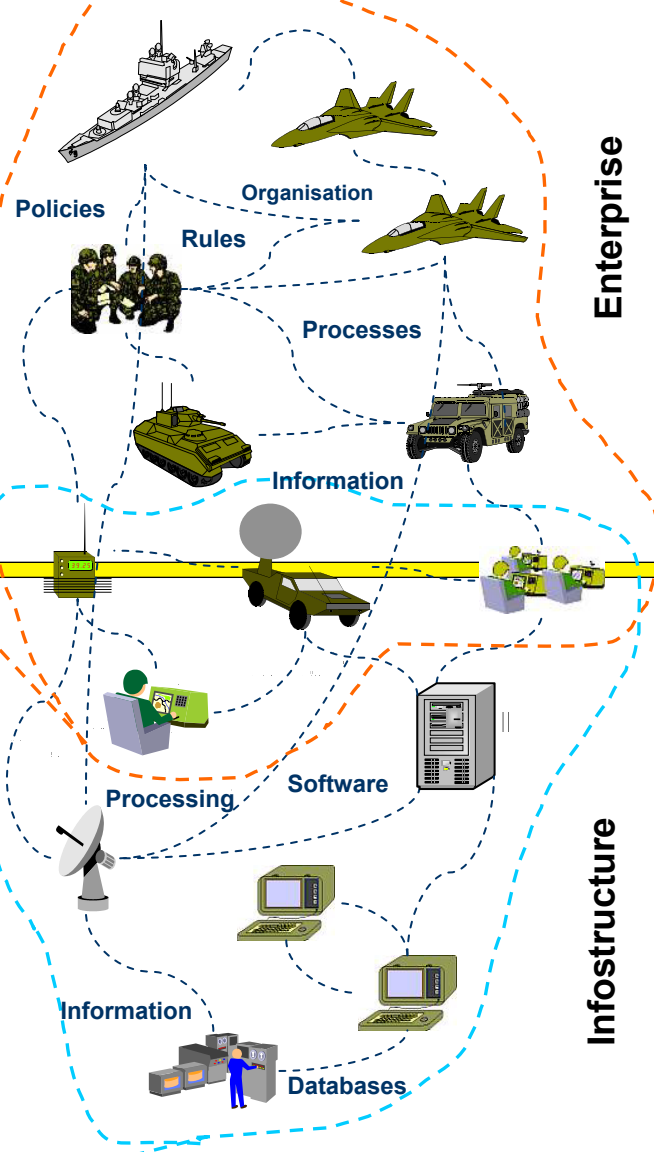 Organisation
Policies
Rules
Enterprise
Processes
Information
Software
Processing
Infostructure
Information
Databases